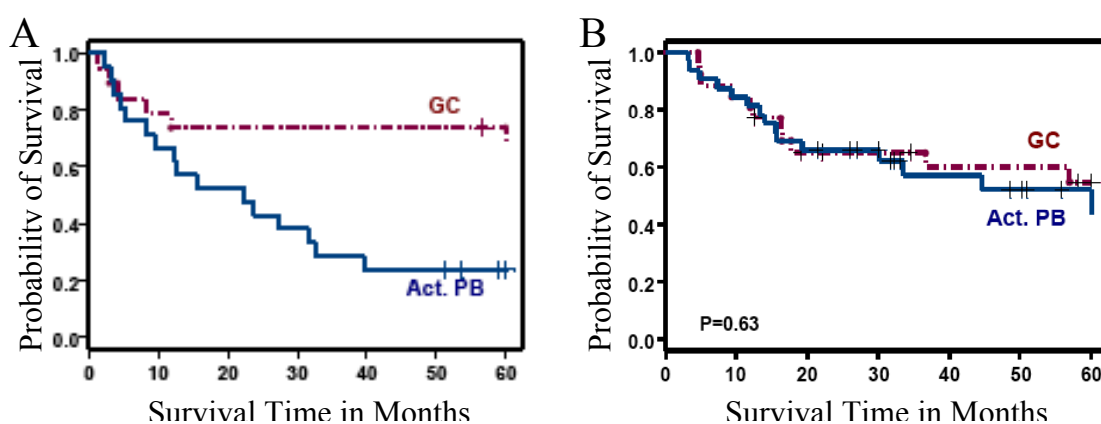 A
Probability of Survival
1.0
0.8
0.6
0.4
0.2
0.0
GC
Act. PB
0 10 20 30 40 50 60
Survival Time in Months
B
Probability of Survival
1.0
0.8
0.6
0.4
0.2
0.0
GC
Act. PB
P=0.63
0 10 20 30 40 50 60
Survival Time in Months